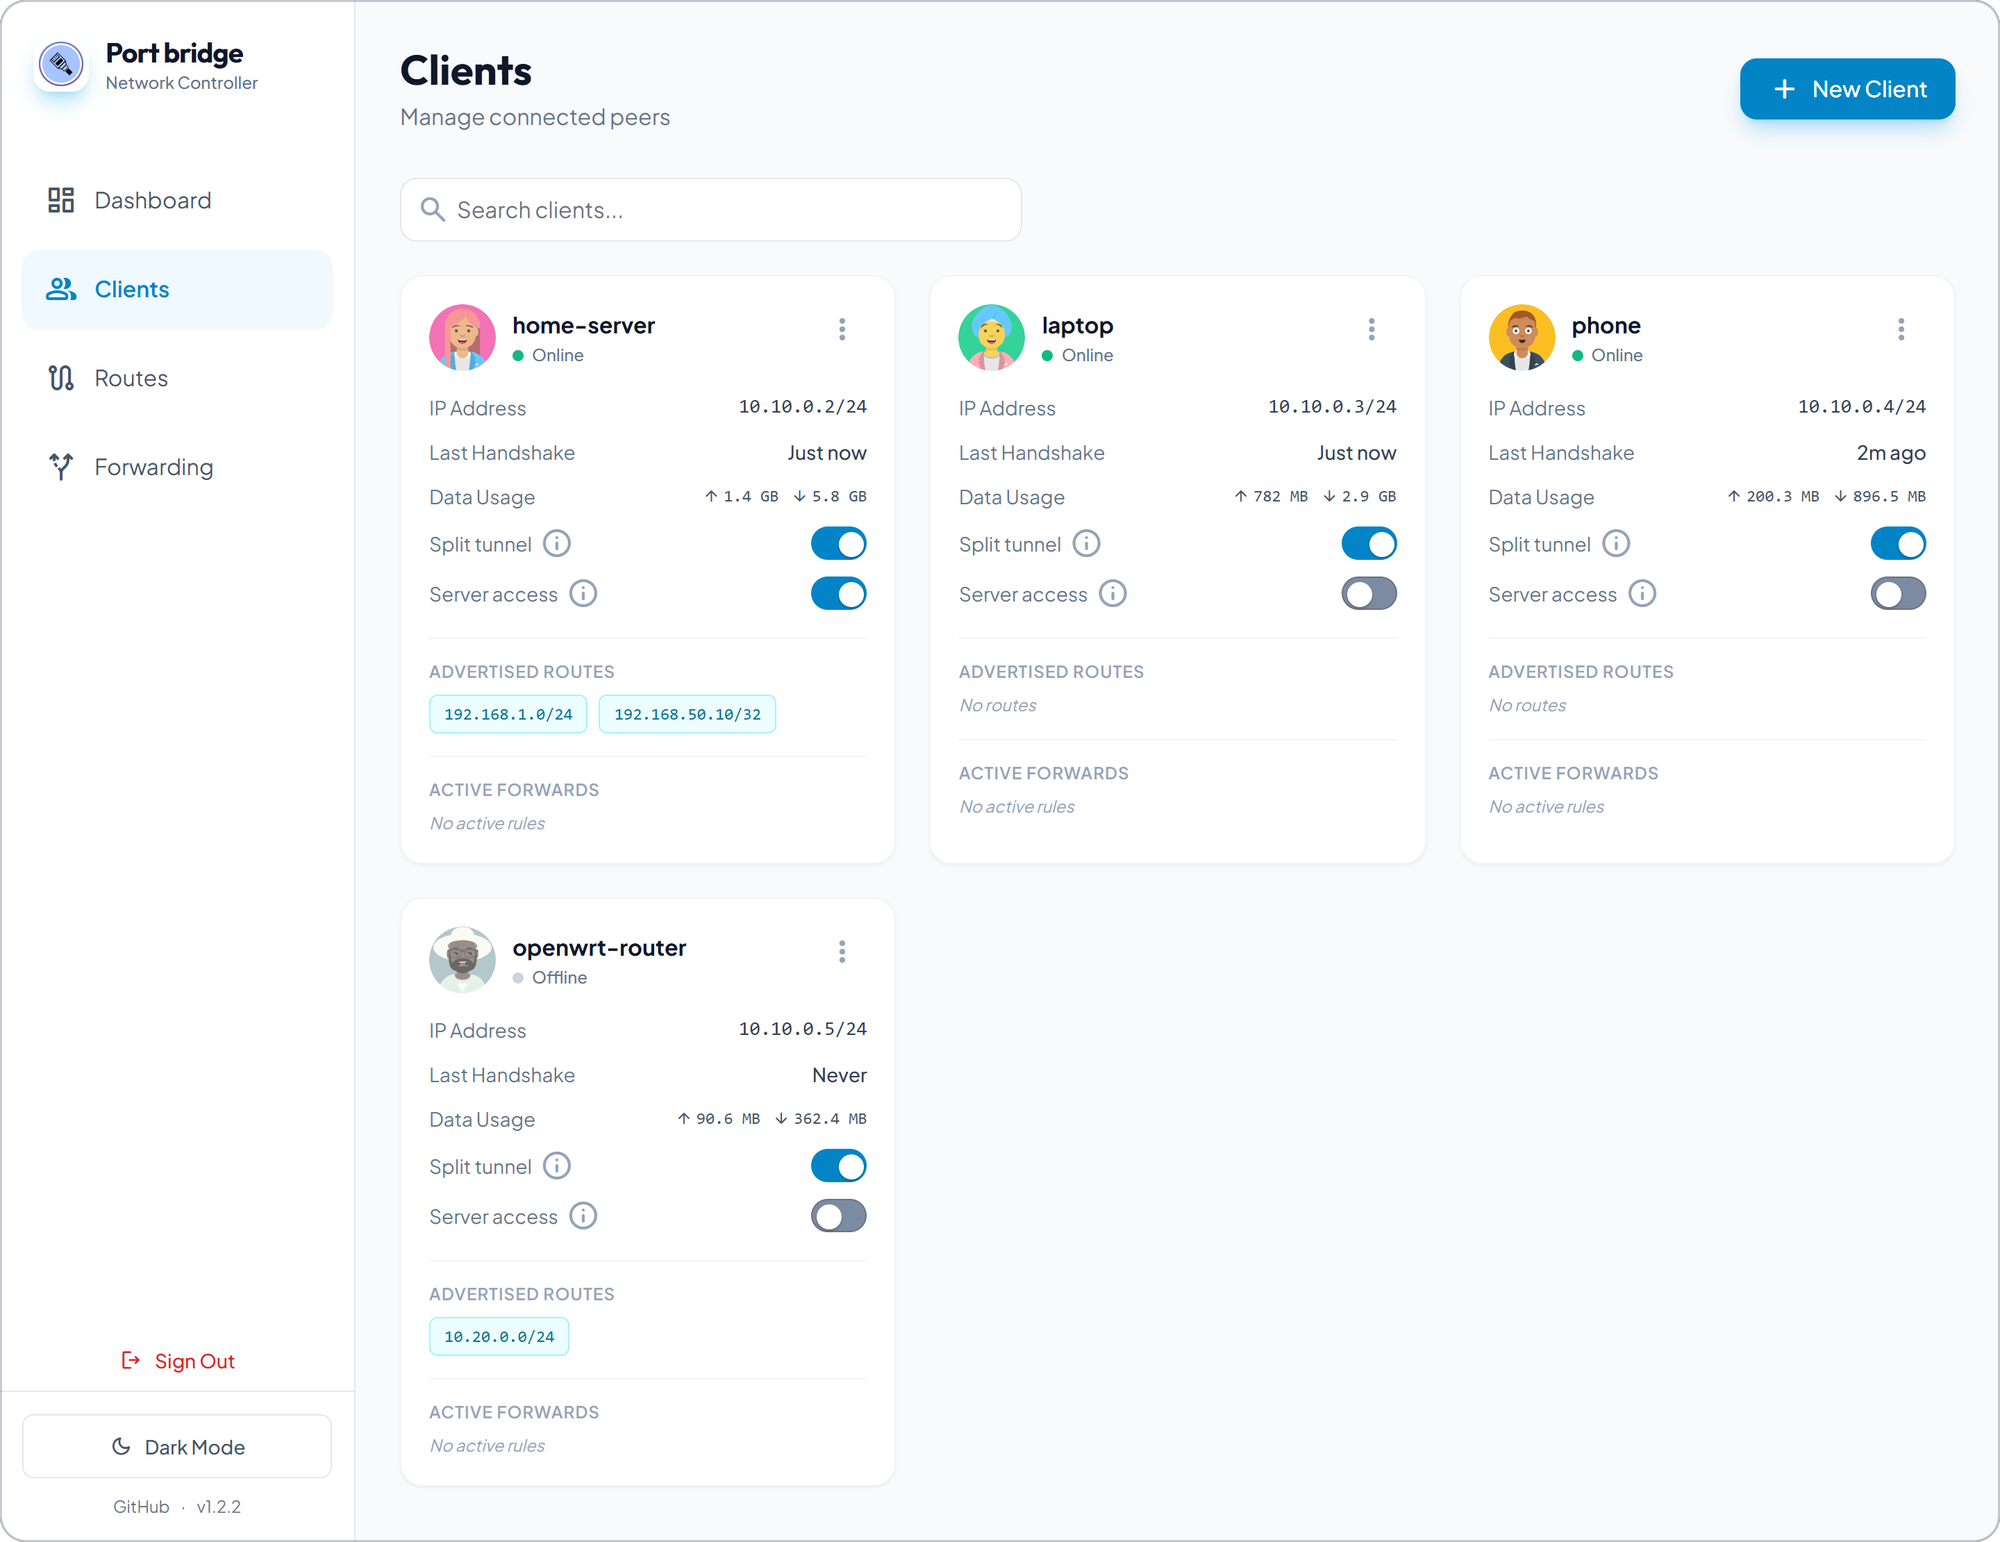 Port bridge
Network Controller
Dashboard
Clients
Routes
Forwarding
Sign Out
Dark Mode
GitHub · v1.2.2
Clients
Manage connected peers
New Client
Search clients...
home-server
Online
IP Address 10.10.0.2/24
Last Handshake Just now
Data Usage ↑ 1.4 GB ↓ 5.8 GB
Split tunnel
Server access
ADVERTISED ROUTES
192.168.1.0/24 192.168.50.10/32
ACTIVE FORWARDS
No active rules
laptop
Online
IP Address 10.10.0.3/24
Last Handshake Just now
Data Usage ↑ 782 MB ↓ 2.9 GB
Split tunnel
Server access
ADVERTISED ROUTES
No routes
ACTIVE FORWARDS
No active rules
phone
Online
IP Address 10.10.0.4/24
Last Handshake 2m ago
Data Usage ↑ 200.3 MB ↓ 896.5 MB
Split tunnel
Server access
ADVERTISED ROUTES
No routes
ACTIVE FORWARDS
No active rules
openwrt-router
Offline
IP Address 10.10.0.5/24
Last Handshake Never
Data Usage ↑ 90.6 MB ↓ 362.4 MB
Split tunnel
Server access
ADVERTISED ROUTES
10.20.0.0/24
ACTIVE FORWARDS
No active rules